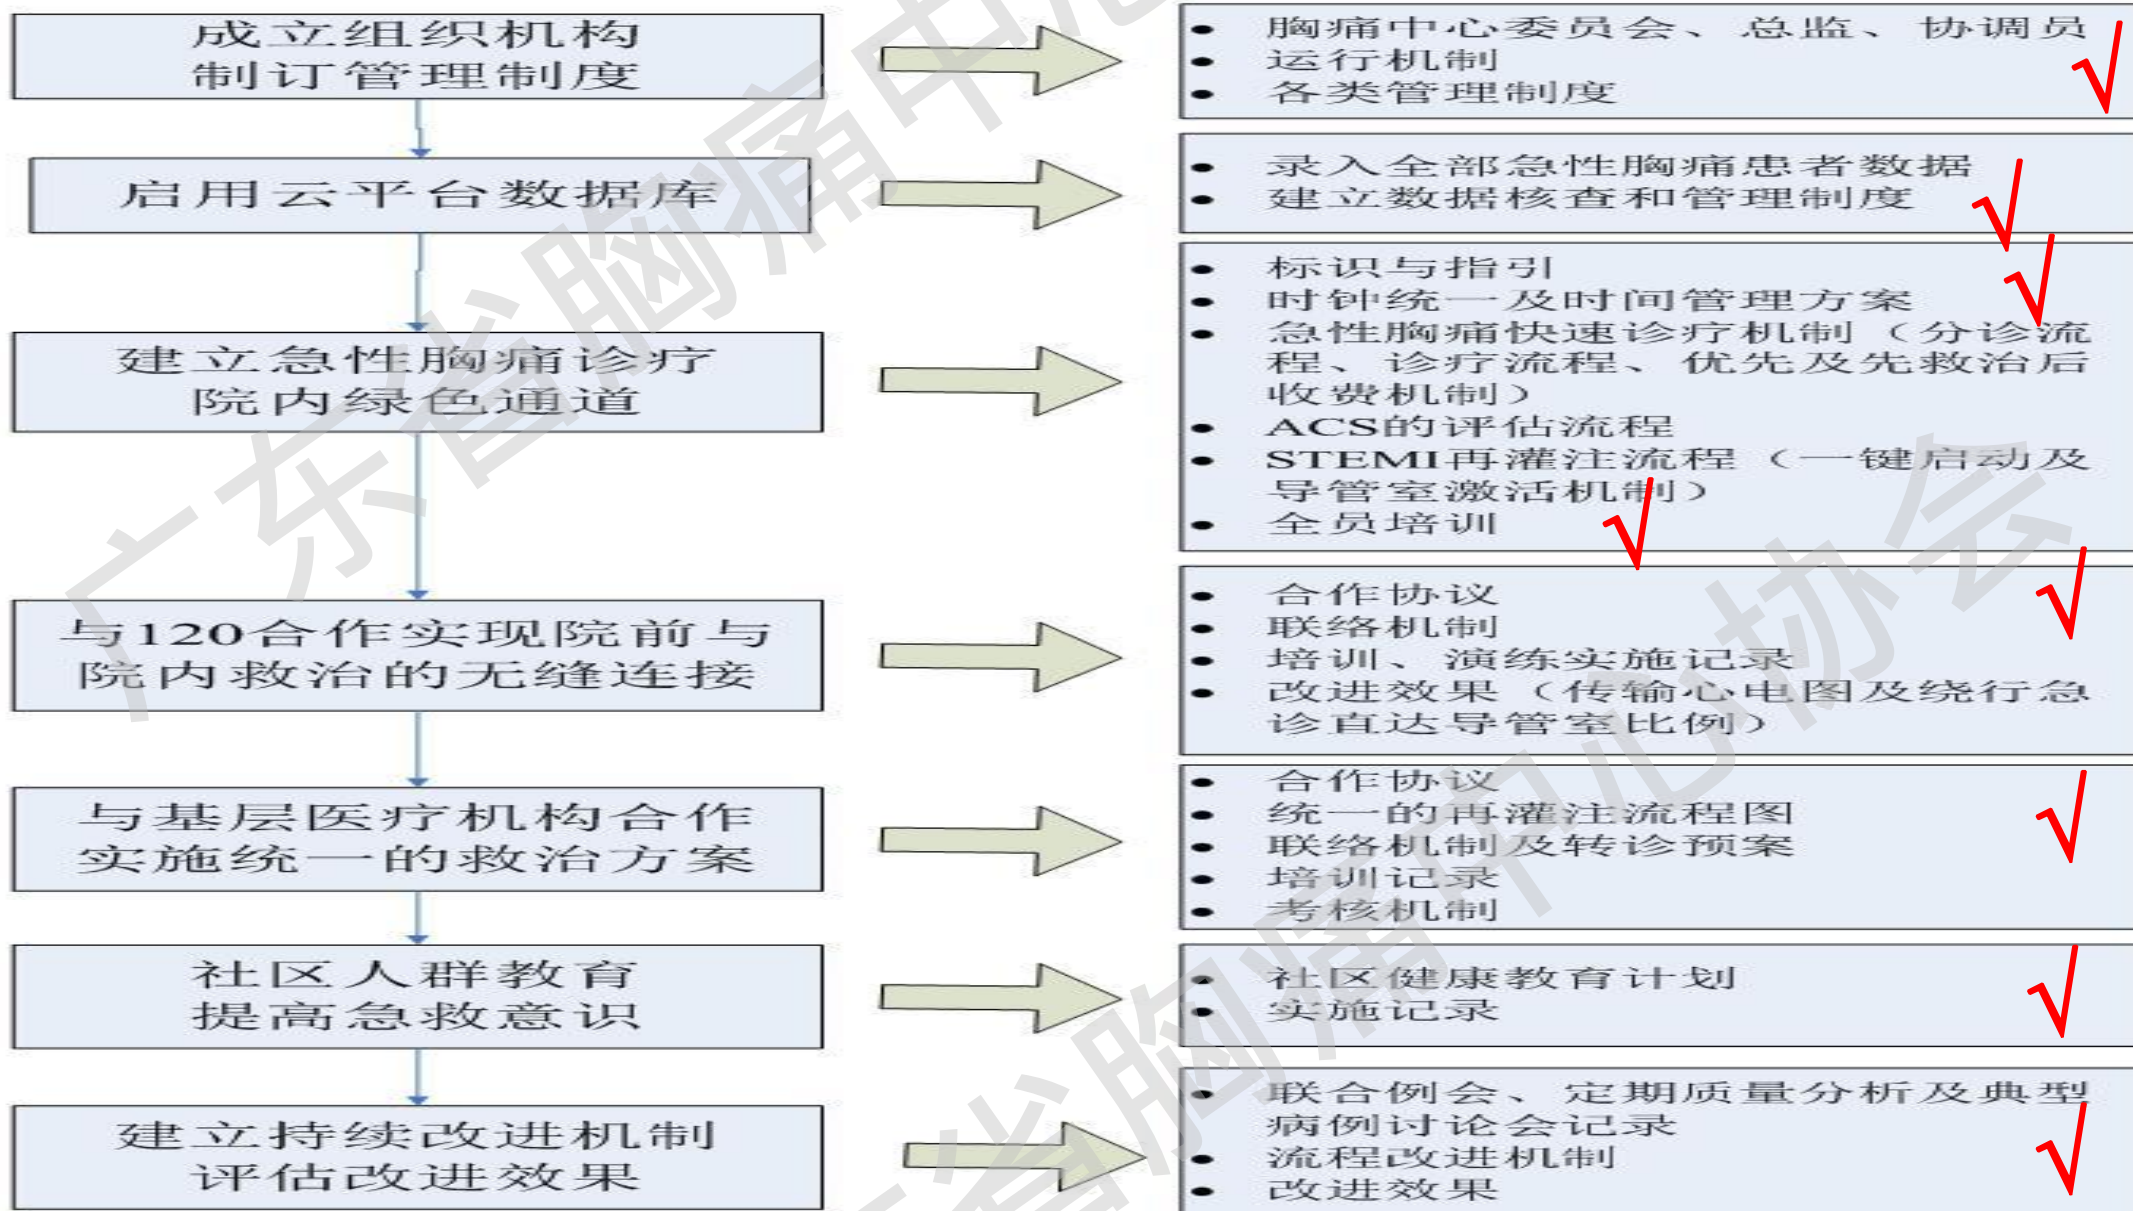 成立组织机构
制订管理制度
• 胸痛中心委员会、总监、协调员
• 运行机制
• 各类管理制度
√
启用云平台数据库
• 录入全部急性胸痛患者数据
• 建立数据核查和管理制度
√
建立急性胸痛诊疗
院内绿色通道
• 标识与指引
• 时钟统一及时间管理方案
• 急性胸痛快速诊疗机制（分诊流
程、诊疗流程、优先及先救治后
收费机制）
• ACS的评估流程
• STEMI再灌注流程（一键启动及
导管室激活机制）
• 全员培训
√
√
与120合作实现院前与
院内救治的无缝连接
• 合作协议
• 联络机制
• 培训、演练实施记录
• 改进效果（传输心电图及绕行急
诊直达导管室比例）
√
与基层医疗机构合作
实施统一的救治方案
• 合作协议
• 统一的再灌注流程图
• 联络机制及转诊预案
• 培训记录
• 考核机制
√
社区人群教育
提高急救意识
• 社区健康教育计划
• 实施记录
√
建立持续改进机制
评估改进效果
• 联合例会、定期质量分析及典型
病例讨论会记录
• 流程改进机制
• 改进效果
√
广东省胸痛中心协会